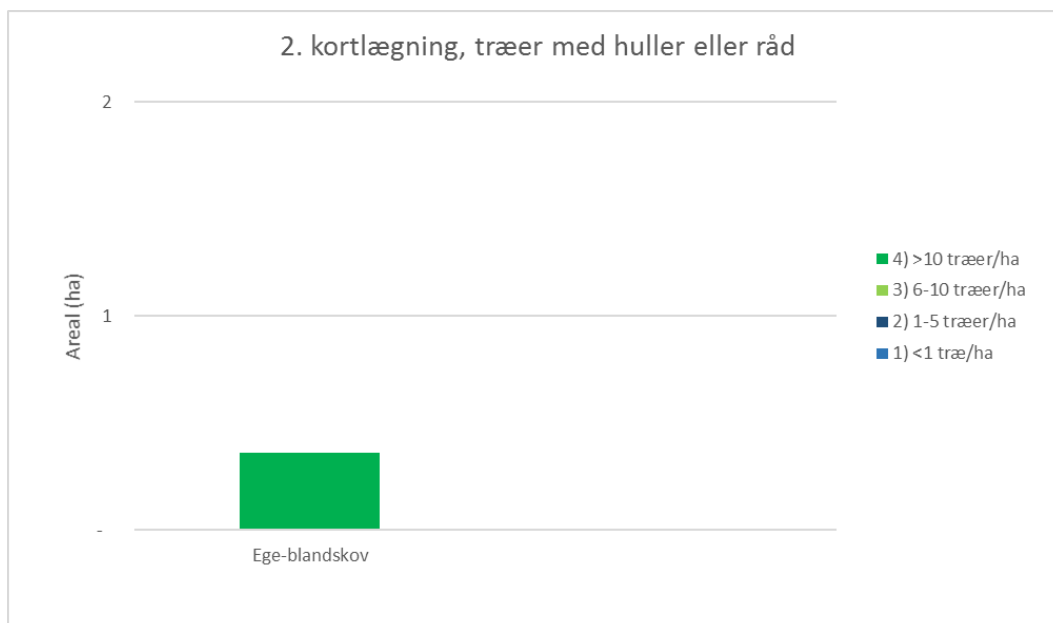 2. kortlægning, træer med huller eller råd
2
1
-
Areal (ha)
Ege-blandskov
4) >10 træer/ha
3) 6-10 træer/ha
2) 1-5 træer/ha
1) <1 træ/ha